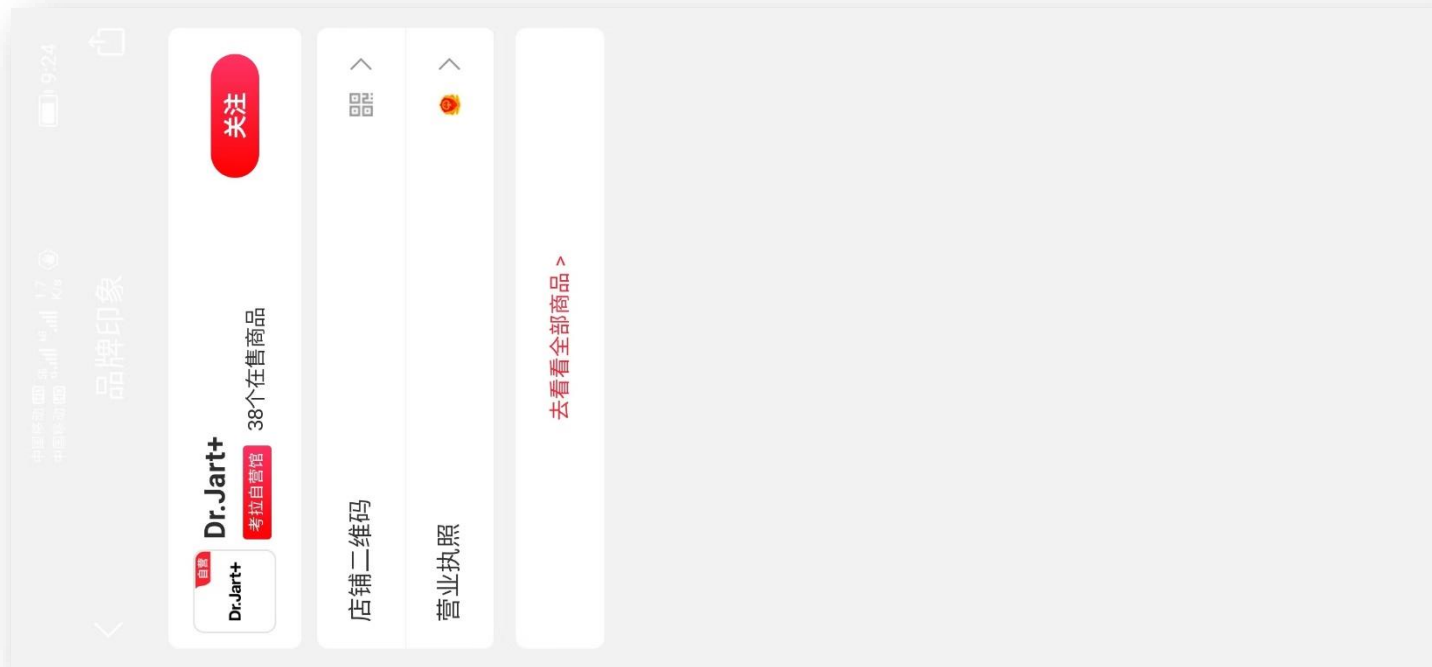 9:24
品牌印象
自营
Dr.Jart+
Dr.Jart+
关注
考拉自营馆
38个在售商品
店铺二维码
营业执照
去看看全部商品 >